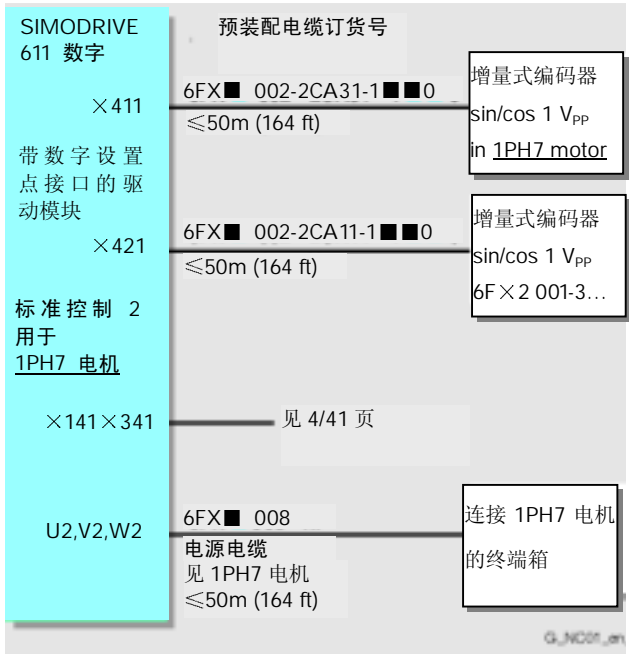 SIMODRIVE
611 数字
预装配电缆订货号
×411
6FX■ 002-2CA31-1■■0
≤50m (164 ft)
增量式编码器
sin/cos 1 VPP
in 1PH7 motor
带数字设置
点接口的驱
动模块
×421
6FX■ 002-2CA11-1■■0
≤50m (164 ft)
增量式编码器
sin/cos 1 VPP
6F×2 001-3…
标准控制 2
用于
1PH7 电机
×141×341
见 4/41 页
U2,V2,W2
6FX■ 008
电源电缆
见 1PH7 电机
≤50m (164 ft)
连接 1PH7 电机
的终端箱
G_NC01_en